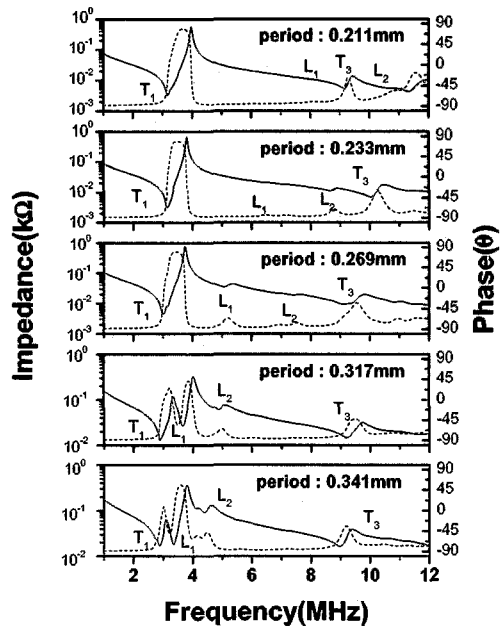 Impedance(kΩ)
Phase(θ)
10⁰
10⁻¹
10⁻²
10⁻³
period : 0.211mm
T₁
L₁
T₃
L₂
90
45
0
-45
-90
10⁰
10⁻¹
10⁻²
10⁻³
period : 0.233mm
T₁
L₁
L₂
T₃
90
45
0
-45
-90
10⁰
10⁻¹
10⁻²
10⁻³
period : 0.269mm
T₁
L₁
L₂
T₃
90
45
0
-45
-90
10⁰
10⁻¹
10⁻²
period : 0.317mm
T₁
L₁
L₂
T₃
90
45
0
-45
-90
10⁰
10⁻¹
10⁻²
period : 0.341mm
T₁
L₁
L₂
T₃
90
45
0
-45
-90
2 4 6 8 10 12
Frequency(MHz)